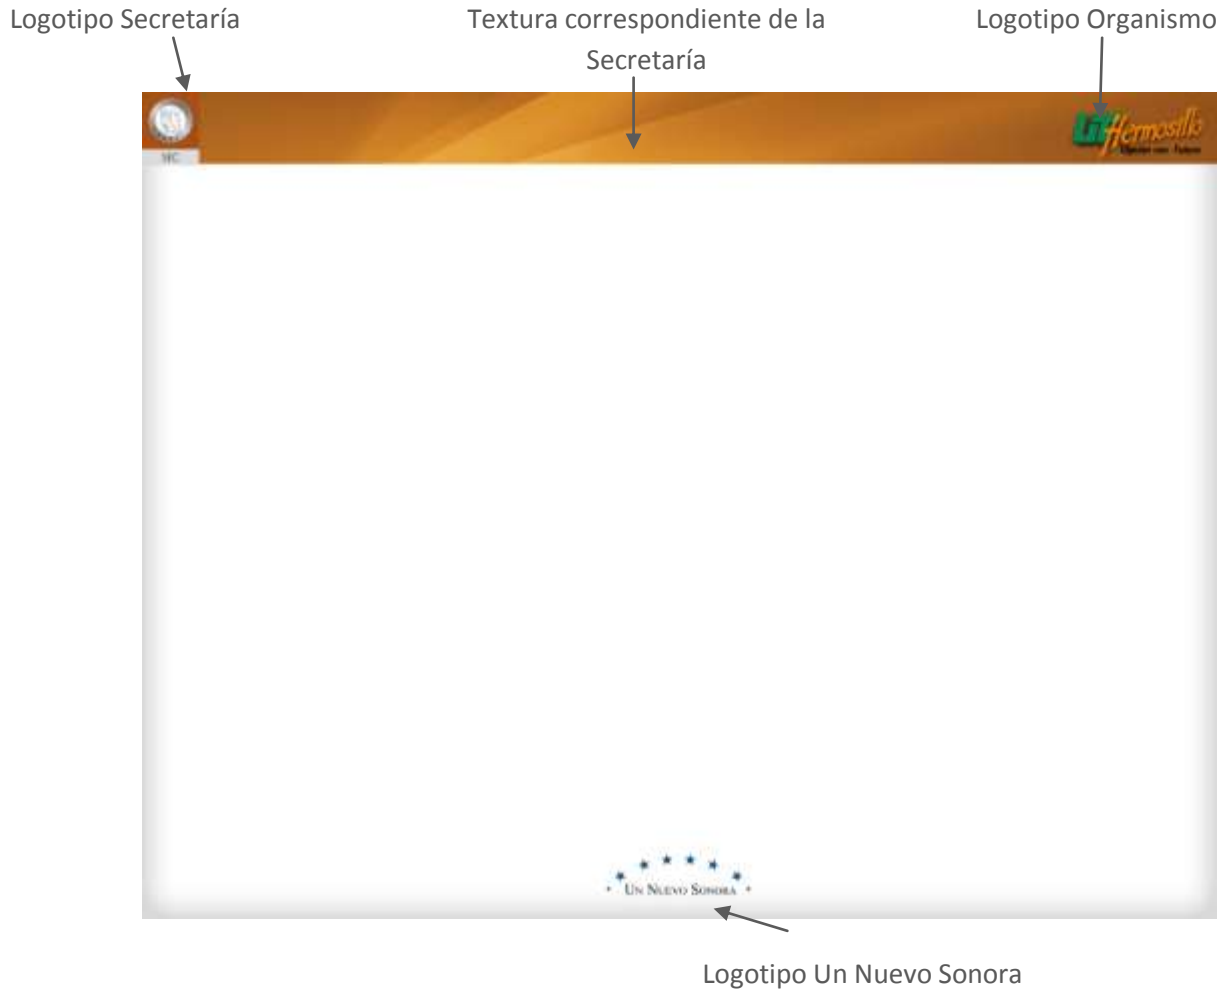 Logotipo Secretaría
Textura correspondiente de la
Secretaría
Logotipo Organismo
Hermosillo
UN NUEVO SONORA
Logotipo Un Nuevo Sonora